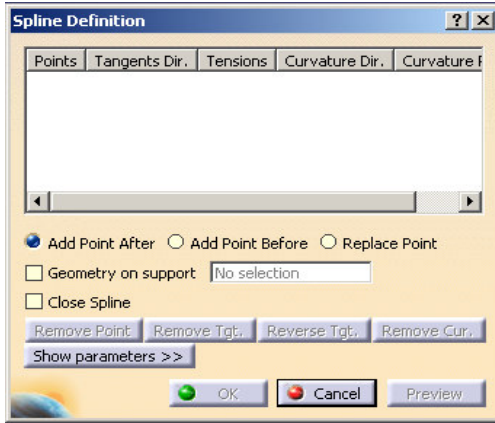 Spline Definition
Points Tangents Dir. Tensions Curvature Dir. Curvature
Add Point After Add Point Before Replace Point
Geometry on support No selection
Close Spline
Remove Point Remove Tgt. Reverse Tgt. Remove Cur.
Show parameters >>
OK Cancel Preview